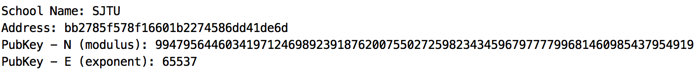 School Name: SJTU
Address: bb2785f578f16601b2274586dd41de6d
PubKey - N (modulus): 99479564460341971246989239187620075502725982343459679777799681460985437954919
PubKey - E (exponent): 65537